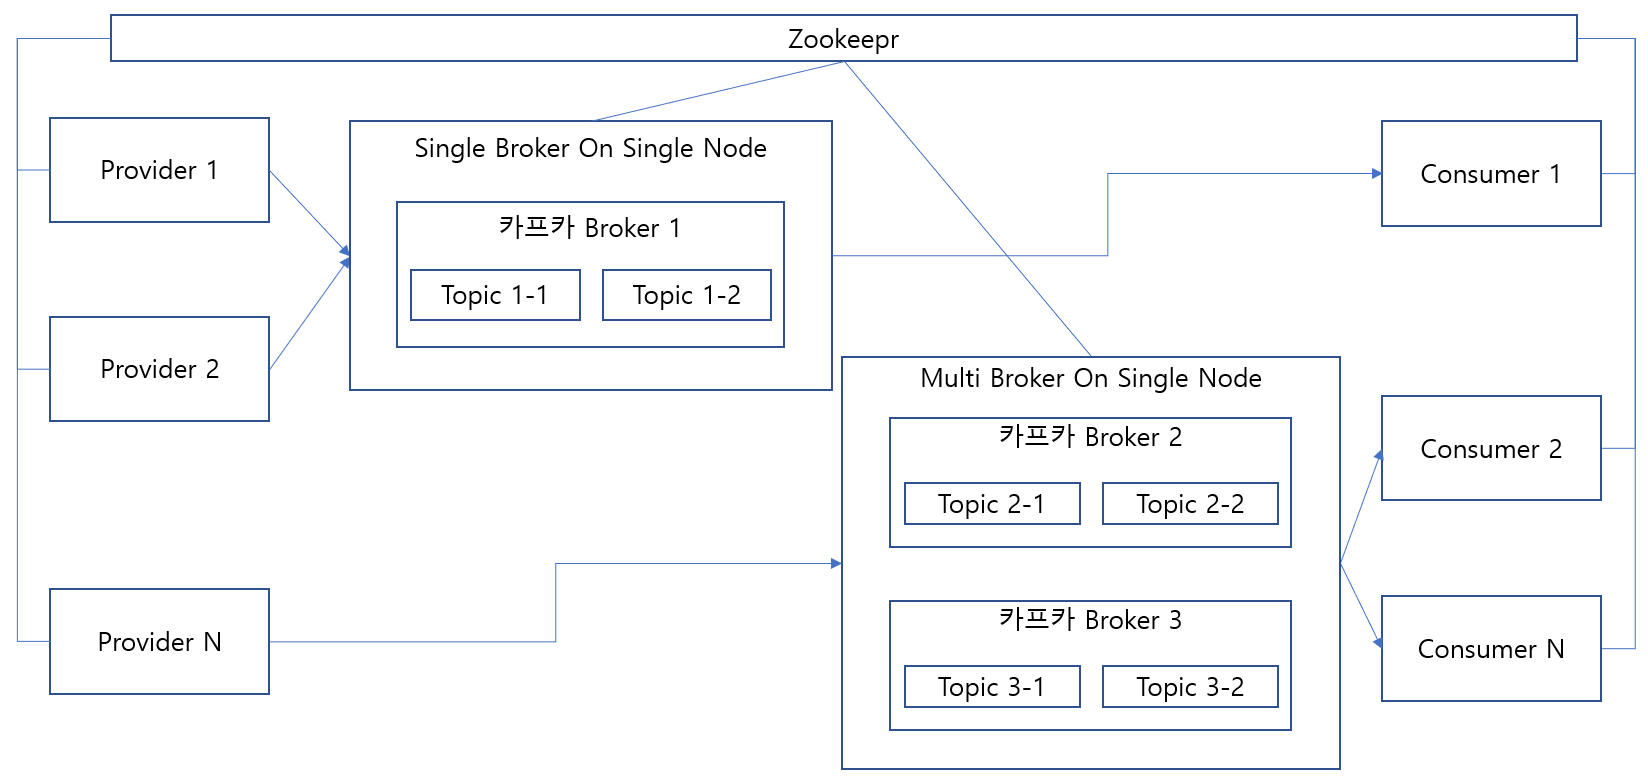 Zookeepr
Provider 1
Provider 2
Provider N
Single Broker On Single Node
카프카 Broker 1
Topic 1-1
Topic 1-2
Multi Broker On Single Node
카프카 Broker 2
Topic 2-1
Topic 2-2
카프카 Broker 3
Topic 3-1
Topic 3-2
Consumer 1
Consumer 2
Consumer N